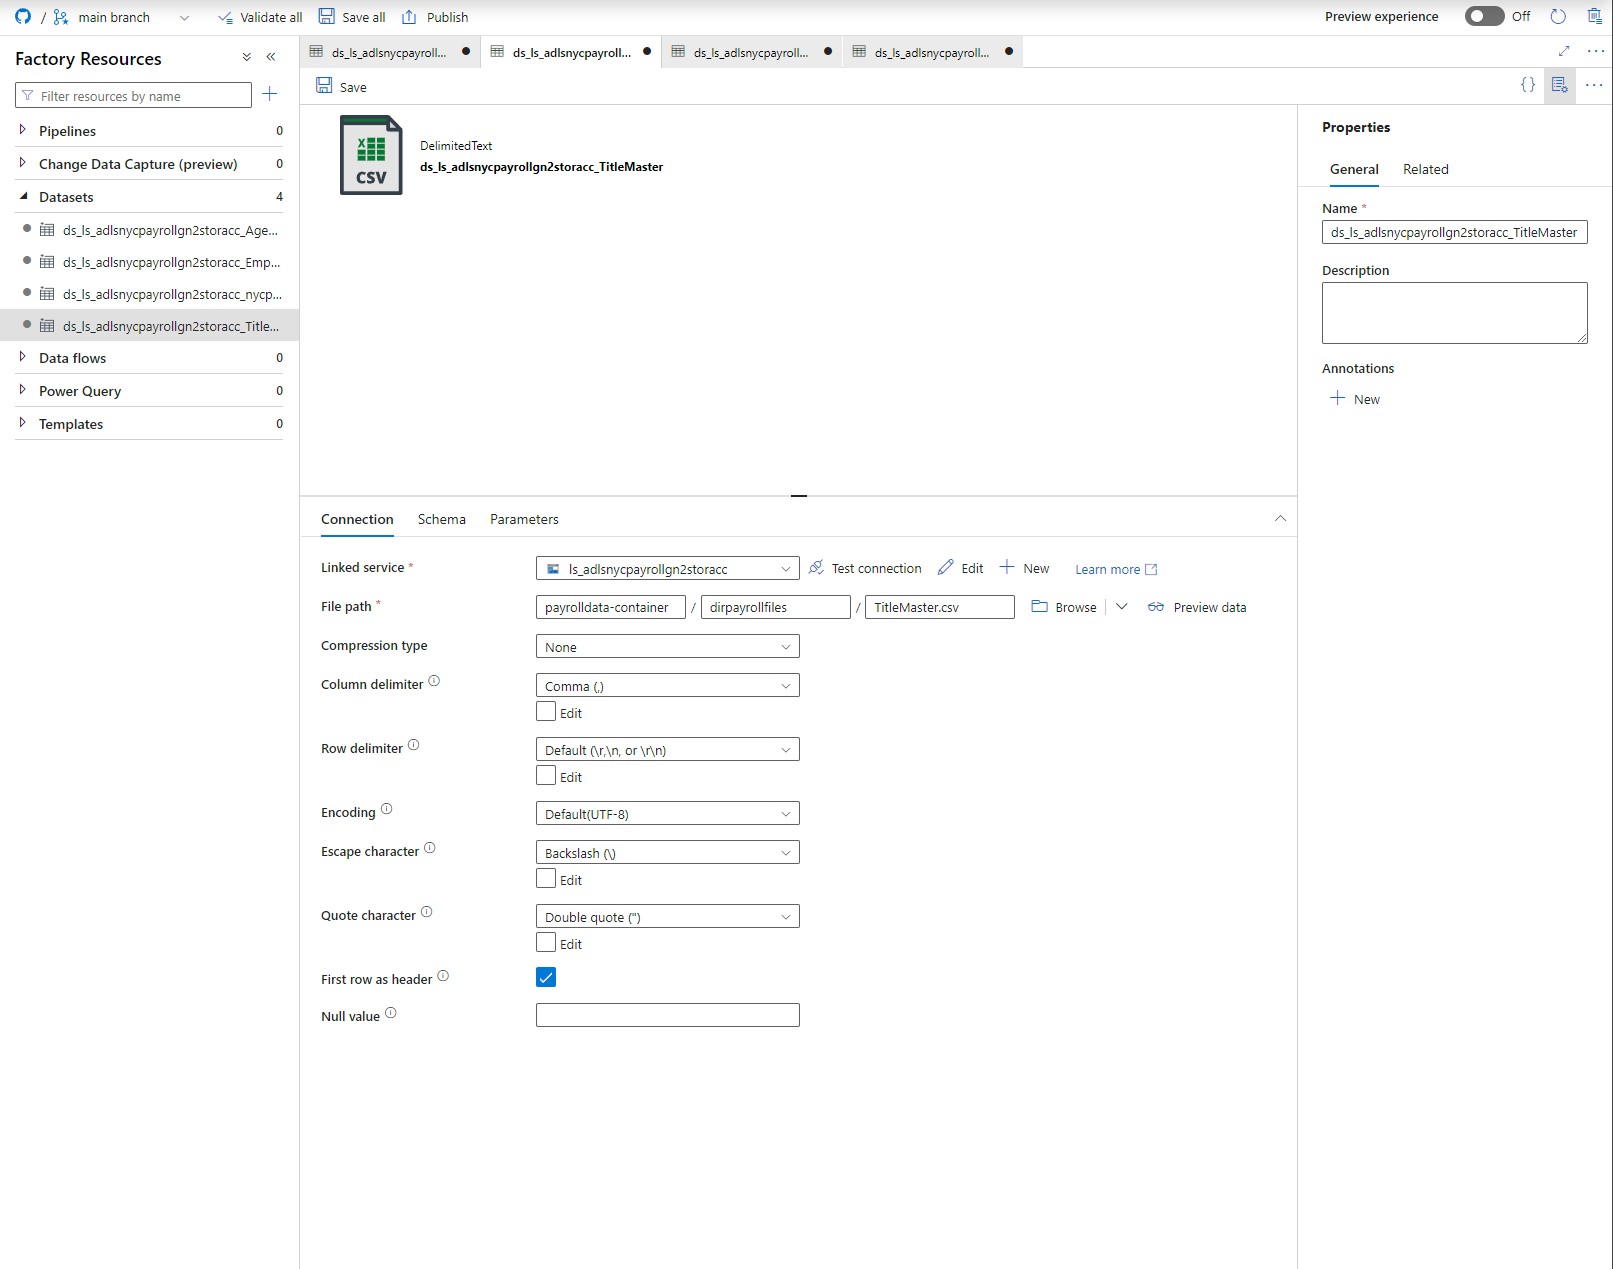 / main branch Validate all Save all Publish Preview experience Off
Factory Resources
Filter resources by name
Pipelines 0
Change Data Capture (preview) 0
Datasets 4
ds_ls_adlsnycpayrollgn2storacc_Age...
ds_ls_adlsnycpayrollgn2storacc_Emp...
ds_ls_adlsnycpayrollgn2storacc_nycp...
ds_ls_adlsnycpayrollgn2storacc_Title...
Data flows 0
Power Query 0
Templates 0
ds_ls_adlsnycpayroll... ds_ls_adlsnycpayroll... ds_ls_adlsnycpayroll... ds_ls_adlsnycpayroll...
Save {}
CSV
DelimitedText
ds_ls_adlsnycpayrollgn2storacc_TitleMaster
Connection Schema Parameters
Linked service * ls_adlsnycpayrollgn2storacc Test connection Edit New Learn more
File path * payrolldata-container / dirpayrollfiles / TitleMaster.csv Browse Preview data
Compression type None
Column delimiter Comma (,)
Edit
Row delimiter Default (\r,\n, or \r\n)
Edit
Encoding Default(UTF-8)
Escape character Backslash (\)
Edit
Quote character Double quote (")
Edit
First row as header
Null value
Properties
General Related
Name *
ds_ls_adlsnycpayrollgn2storacc_TitleMaster
Description
Annotations
New